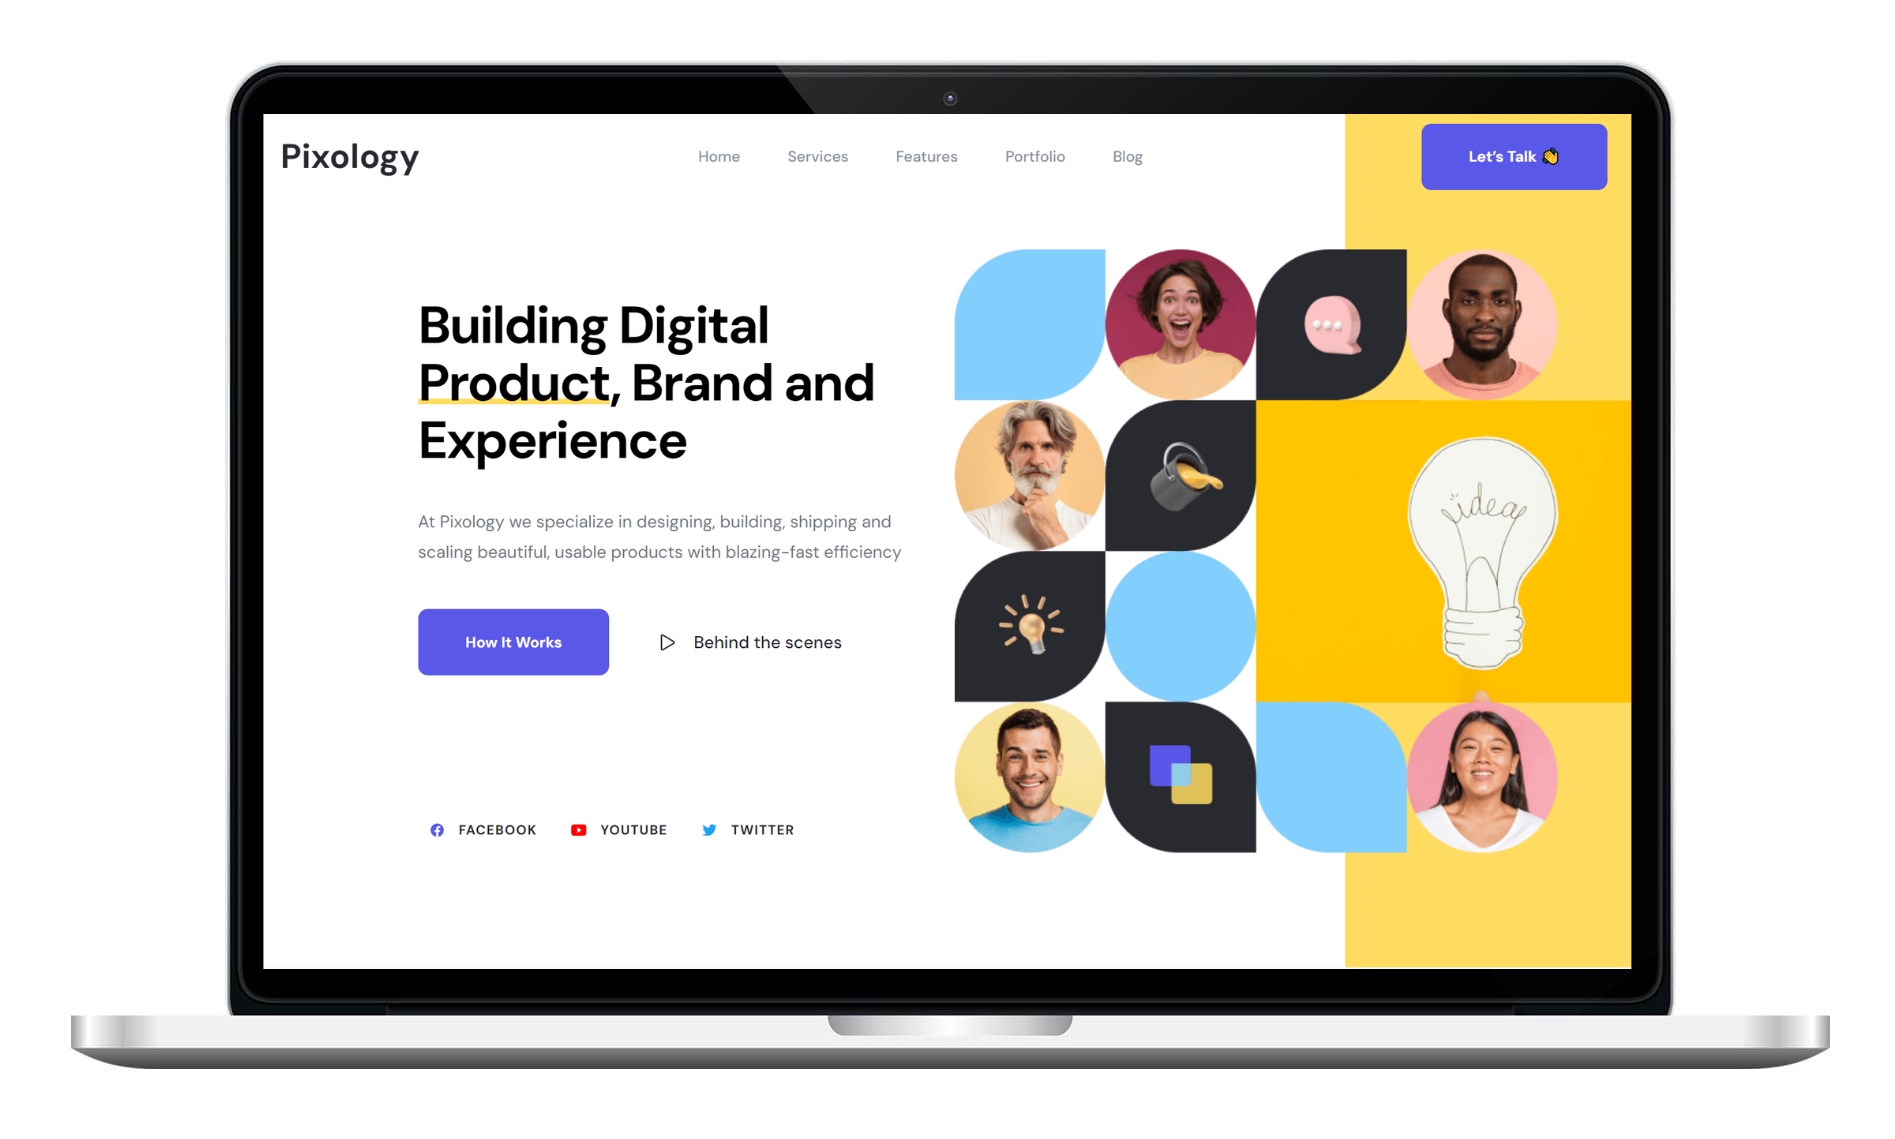 Pixology
Home
Services
Features
Portfolio
Blog
Let's Talk 👋
Building Digital
Product, Brand and
Experience
At Pixology we specialize in designing, building, shipping and
scaling beautiful, usable products with blazing-fast efficiency
How It Works
Behind the scenes
idea
FACEBOOK
YOUTUBE
TWITTER